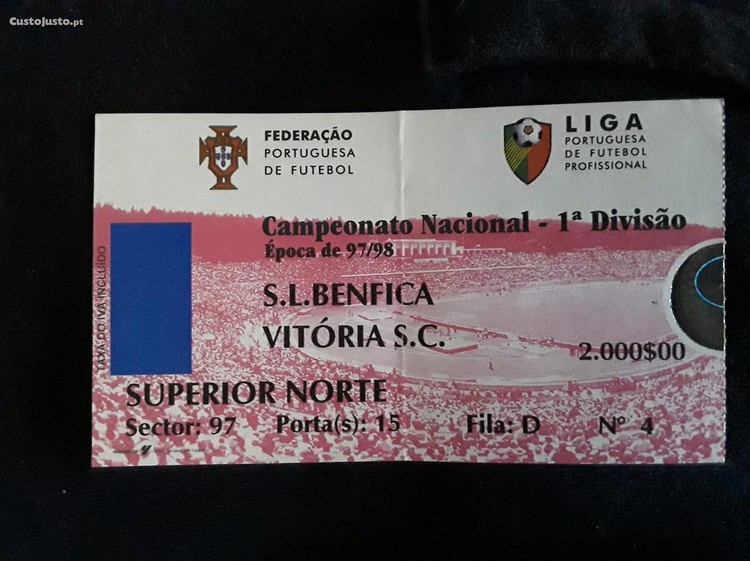 CustoJusto.pt
FEDERAÇÃO
PORTUGUESA
DE FUTEBOL
LIGA
PORTUGUESA
DE FUTEBOL
PROFISSIONAL
Campeonato Nacional - 1ª Divisão
Época de 97/98
TAXA DO IVA INCLUÍDO
S.L.BENFICA
VITÓRIA S.C.
2.000$00
SUPERIOR NORTE
Sector: 97 Porta(s): 15 Fila: D Nº 4